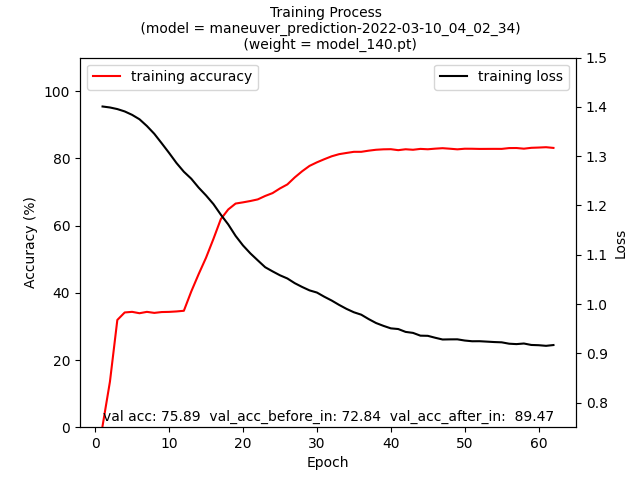 Training Process
(model = maneuver_prediction-2022-03-10_04_02_34)
(weight = model_140.pt)
training accuracy
training loss
100
80
60
40
20
0
Accuracy (%)
1.5
1.4
1.3
1.2
1.1
1.0
0.9
0.8
Loss
val acc: 75.89  val_acc_before_in: 72.84  val_acc_after_in:  89.47
0 10 20 30 40 50 60
Epoch